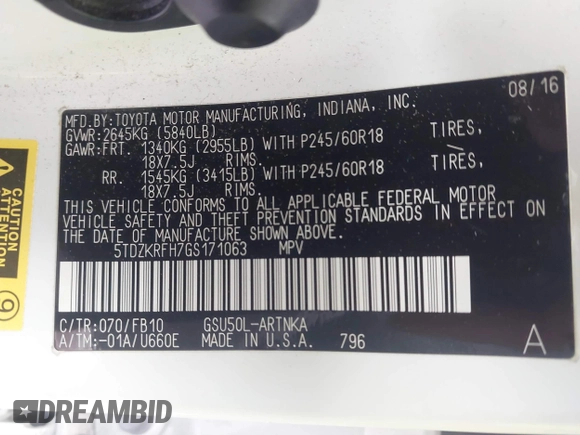 MFD.BY:TOYOTA MOTOR MANUFACTURING, INDIANA, INC. 08/16
GVWR:2645KG (5840LB)
GAWR:FRT. 1340KG (2955LB) WITH P245/60R18 TIRES,
18X7.5J RIMS.
RR. 1545KG (3415LB) WITH P245/60R18 TIRES,
18X7.5J RIMS.
THIS VEHICLE CONFORMS TO ALL APPLICABLE FEDERAL MOTOR
VEHICLE SAFETY AND THEFT PREVENTION STANDARDS IN EFFECT ON
THE DATE OF MANUFACTURE SHOWN ABOVE.
5TDZKRFH7GS171063 MPV
C/TR:070/FB10 GSU50L-ARTNKA
A/TM:-01A/U660E MADE IN U.S.A. 796 A
CAUTION
ATTENTION
9
DREAMBID